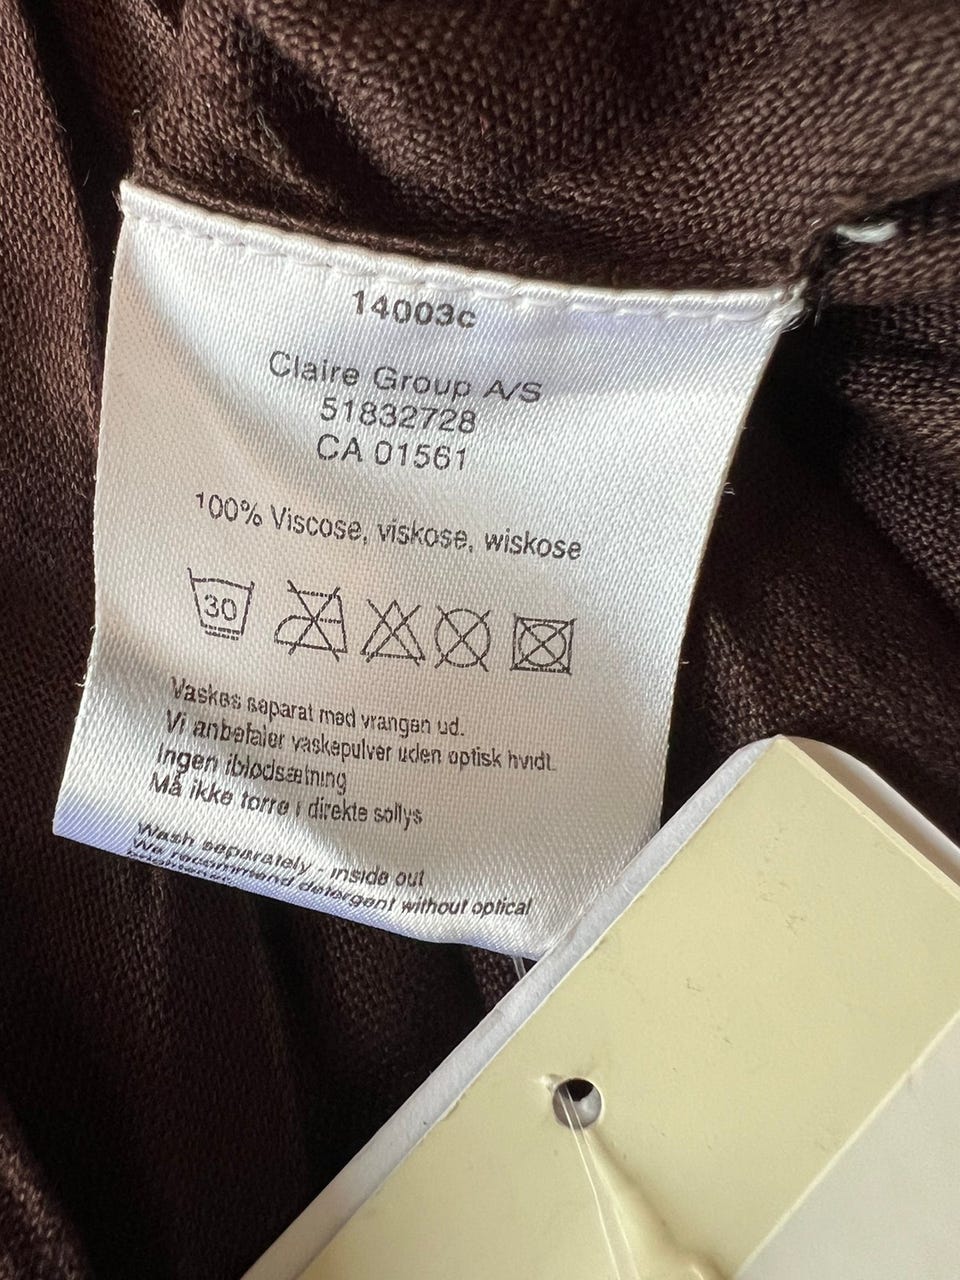 14003c
Claire Group A/S
51832728
CA 01561
100% Viscose, viskose, wiskose
30
Vaskes separat med vrangen ud.
Vi anbefaler vaskepulver uden optisk hvidt.
Ingen iblødsætning
Må ikke tørre i direkte sollys
Wash separately - inside out
We recommend detergent without optical